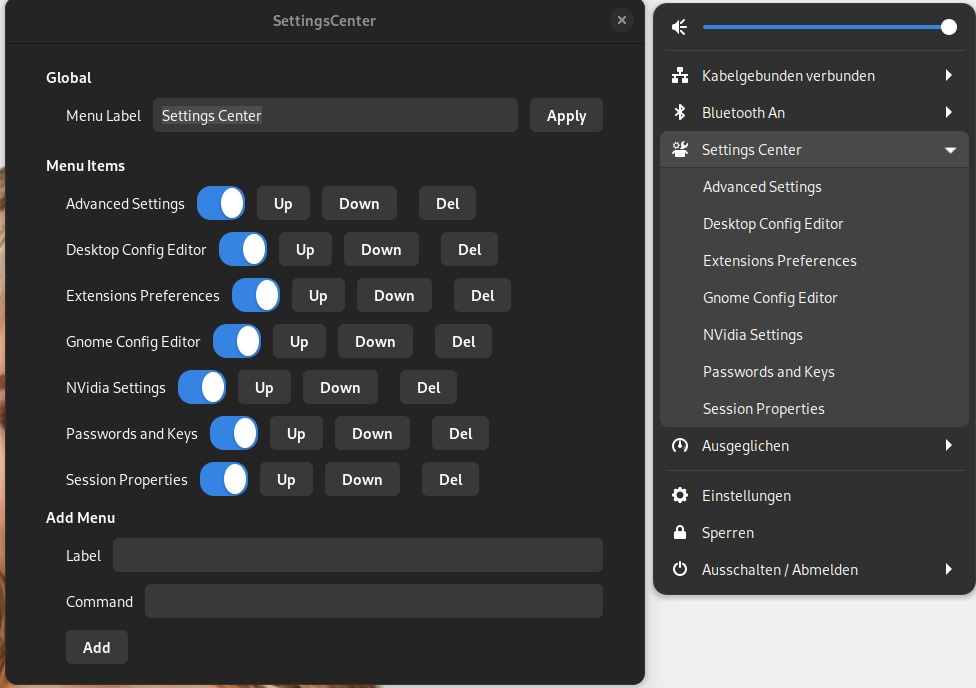 SettingsCenter
Global
Menu Label Settings Center Apply
Menu Items
Advanced Settings Up Down Del
Desktop Config Editor Up Down Del
Extensions Preferences Up Down Del
Gnome Config Editor Up Down Del
NVidia Settings Up Down Del
Passwords and Keys Up Down Del
Session Properties Up Down Del
Add Menu
Label
Command
Add
Kabelgebunden verbunden
Bluetooth An
Settings Center
Advanced Settings
Desktop Config Editor
Extensions Preferences
Gnome Config Editor
NVidia Settings
Passwords and Keys
Session Properties
Ausgeglichen
Einstellungen
Sperren
Ausschalten / Abmelden